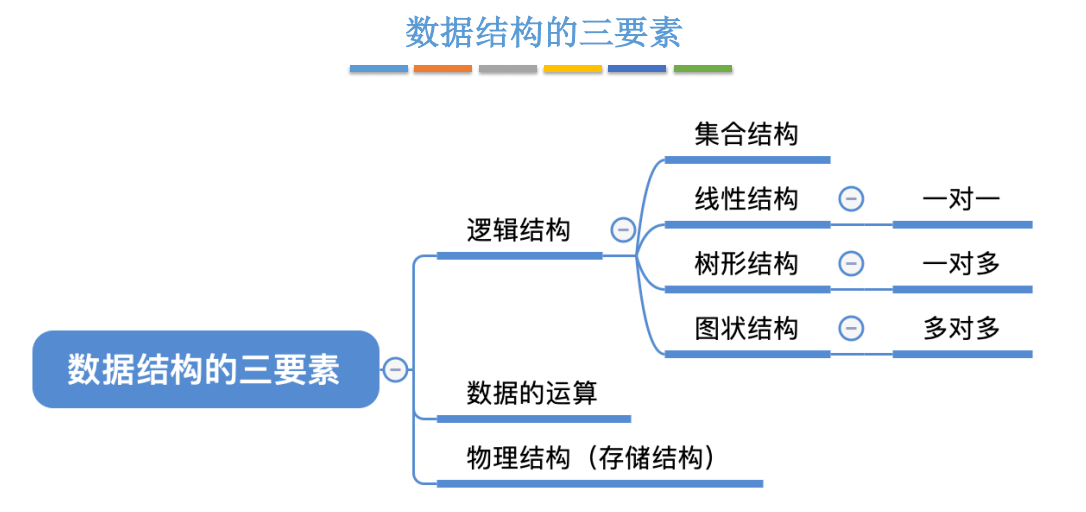 数据结构的三要素
数据结构的三要素
逻辑结构
集合结构
线性结构
一对一
树形结构
一对多
图状结构
多对多
数据的运算
物理结构（存储结构）